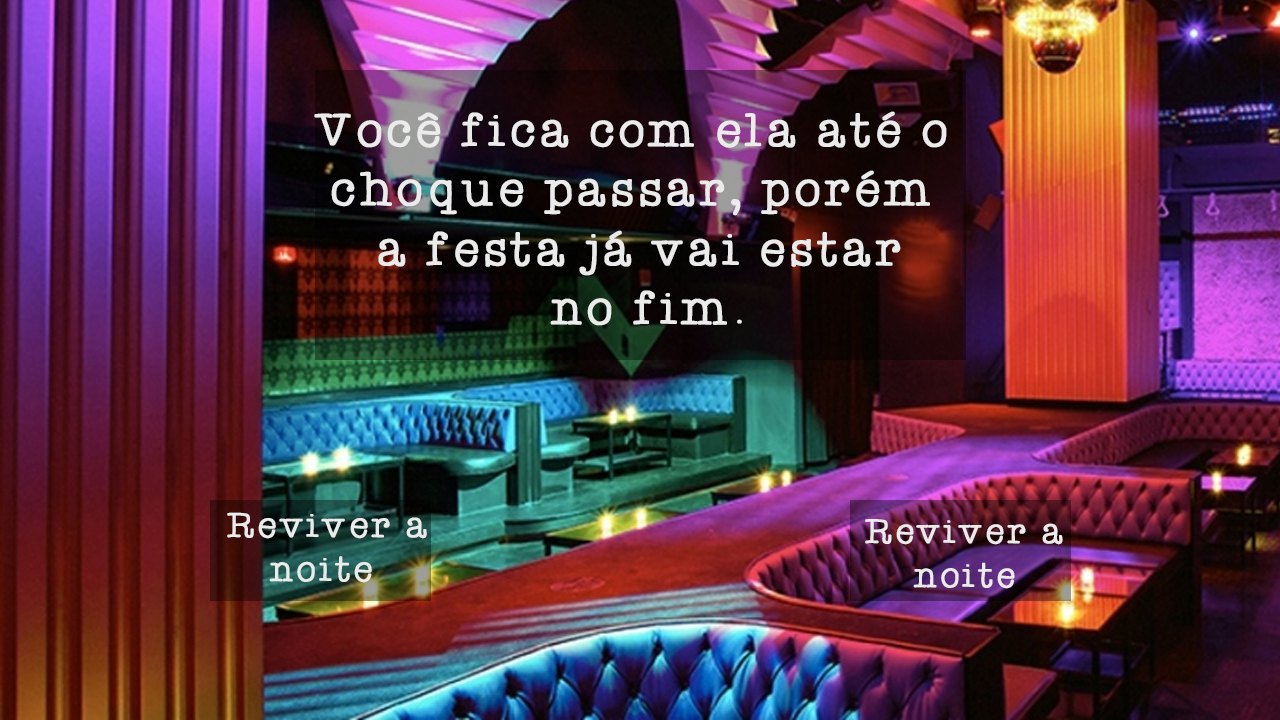 Você fica com ela até o
choque passar, porém
a festa já vai estar
no fim.
Reviver a
noite
Reviver a
noite